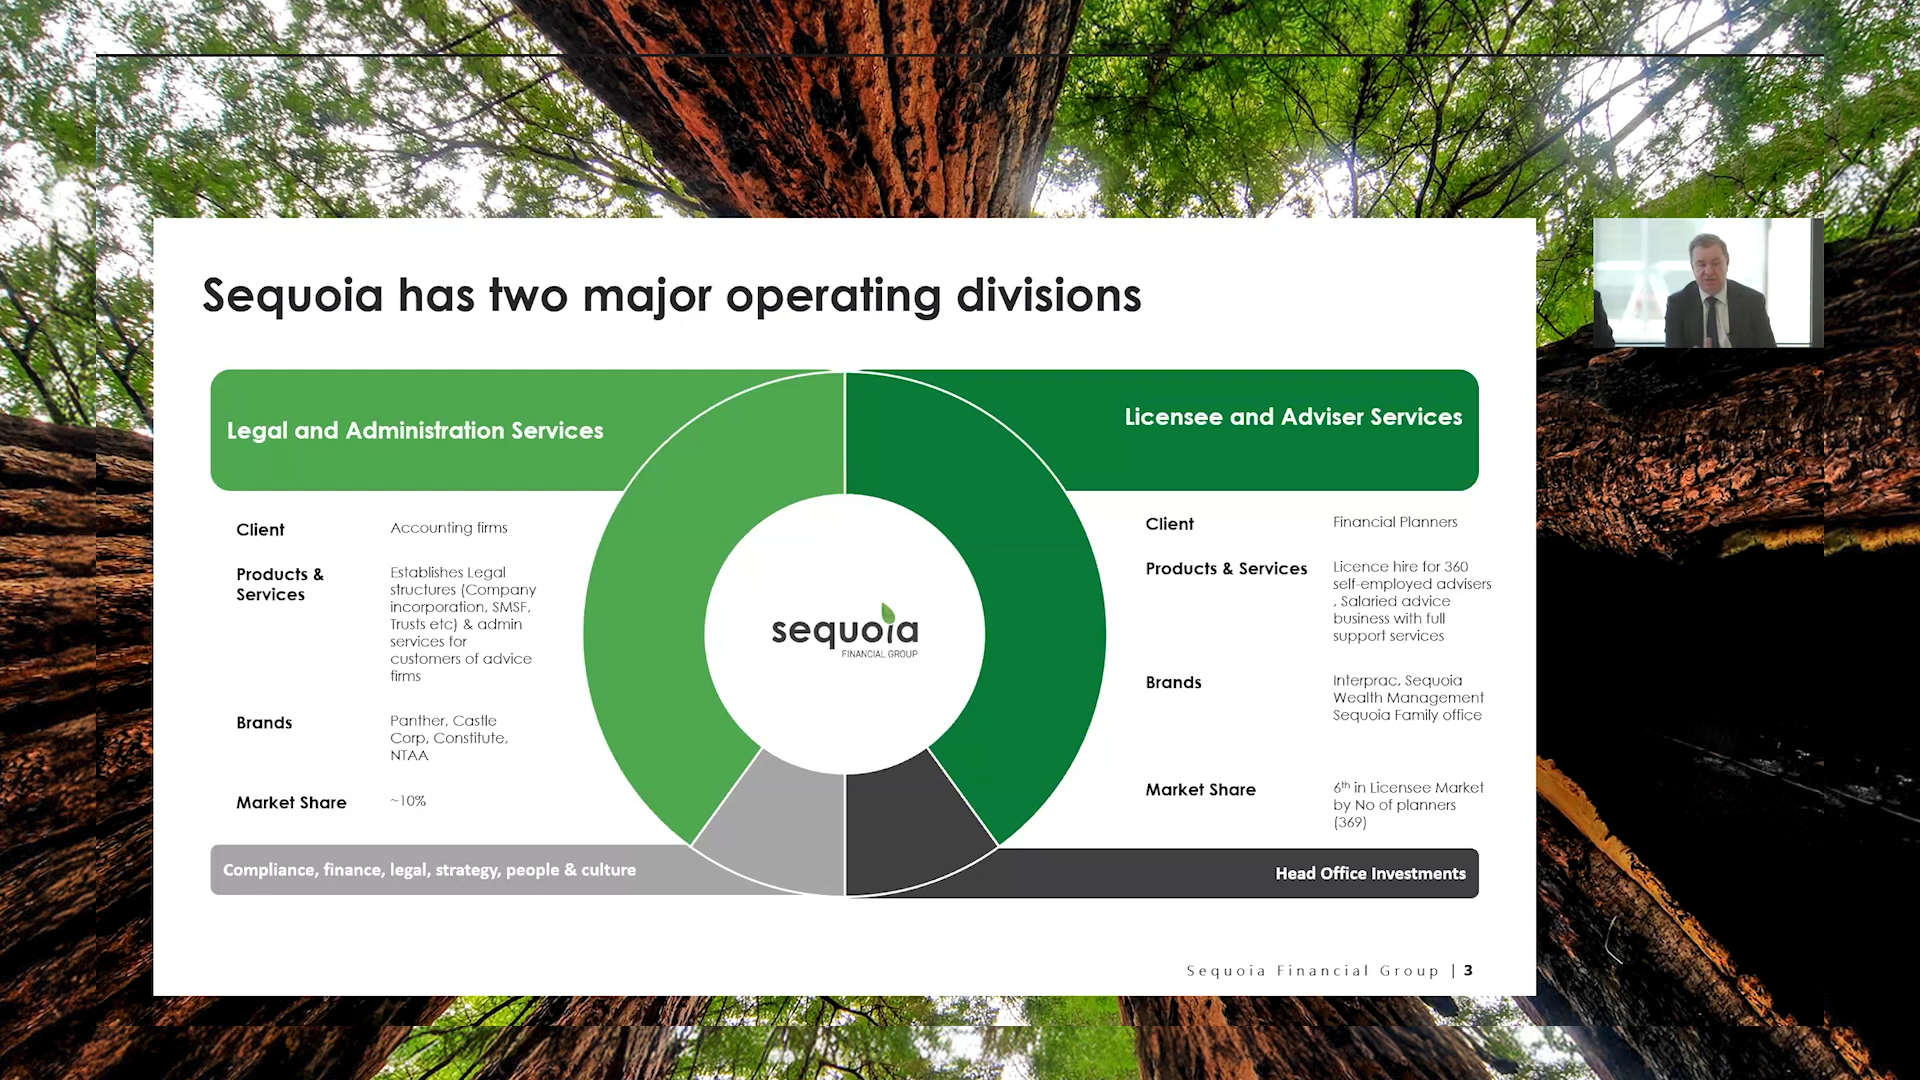 Sequoia has two major operating divisions
Legal and Administration Services
Client
Accounting firms
Products &
Services
Establishes Legal
structures (Company
incorporation, SMSF,
Trusts etc) & admin
services for
customers of advice
firms
Brands
Panther, Castle
Corp, Constitute,
NTAA
Market Share
~10%
Compliance, finance, legal, strategy, people & culture
sequoia
FINANCIAL GROUP
Licensee and Adviser Services
Client
Financial Planners
Products & Services
Licence hire for 360
self-employed advisers
, Salaried advice
business with full
support services
Brands
Interprac, Sequoia
Wealth Management
Sequoia Family office
Market Share
6th in Licensee Market
by No of planners
(369)
Head Office Investments
Sequoia Financial Group | 3